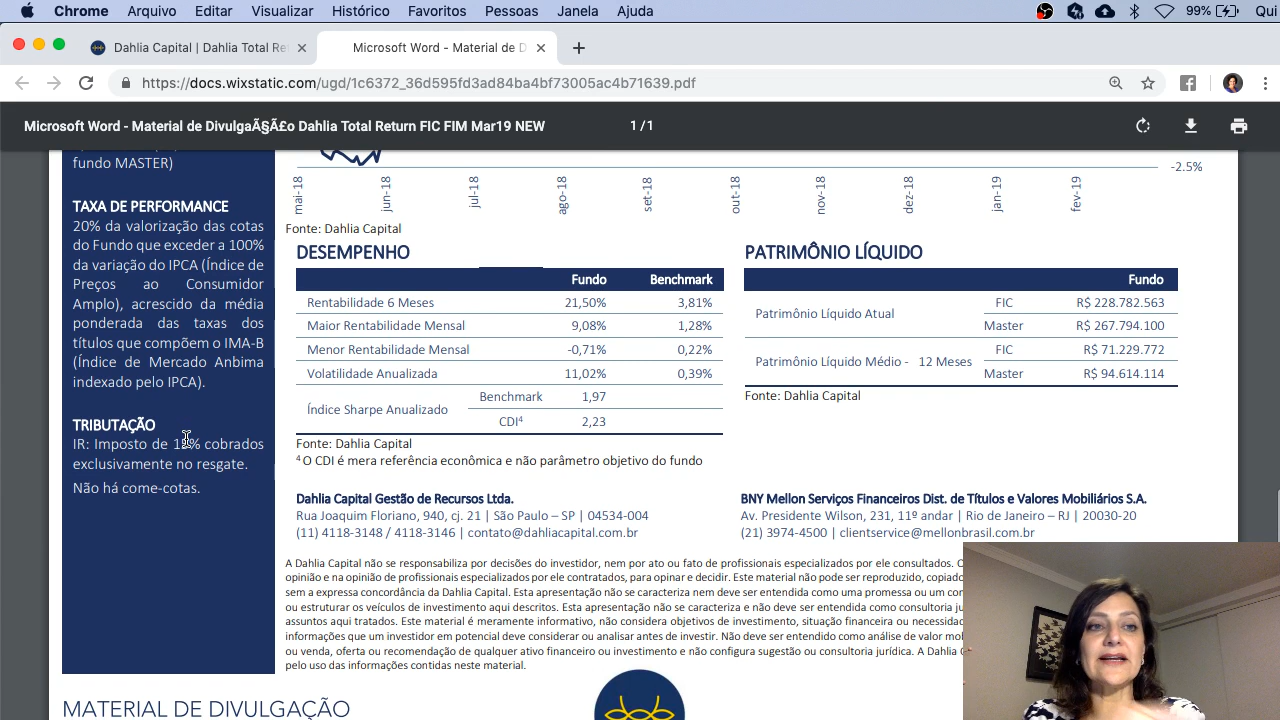 Chrome Arquivo Editar Visualizar Histórico Favoritos Pessoas Janela Ajuda 99% Qui
Dahlia Capital | Dahlia Total Re
Microsoft Word - Material de D
https://docs.wixstatic.com/ugd/1c6372_36d595fd3ad84ba4bf73005ac4b71639.pdf
Microsoft Word - Material de DivulgaÃ§Ã£o Dahlia Total Return FIC FIM Mar19 NEW 1 / 1
fundo MASTER)
TAXA DE PERFORMANCE
20% da valorização das cotas
do Fundo que exceder a 100%
da variação do IPCA (Índice de
Preços ao Consumidor
Amplo), acrescido da média
ponderada das taxas dos
títulos que compõem o IMA-B
(Índice de Mercado Anbima
indexado pelo IPCA).
TRIBUTAÇÃO
IR: Imposto de cobrados
exclusivamente no resgate.
Não há come-cotas.
-2.5%
mai-18 jun-18 jul-18 ago-18 set-18 out-18 nov-18 dez-18 jan-19 fev-19
Fonte: Dahlia Capital
DESEMPENHO
Fundo Benchmark
Rentabilidade 6 Meses 21,50% 3,81%
Maior Rentabilidade Mensal 9,08% 1,28%
Menor Rentabilidade Mensal -0,71% 0,22%
Volatilidade Anualizada 11,02% 0,39%
Índice Sharpe Anualizado
Benchmark 1,97
CDI⁴ 2,23
Fonte: Dahlia Capital
⁴ O CDI é mera referência econômica e não parâmetro objetivo do fundo
PATRIMÔNIO LÍQUIDO
Fundo
Patrimônio Líquido Atual
FIC R$ 228.782.563
Master R$ 267.794.100
Patrimônio Líquido Médio - 12 Meses
FIC R$ 71.229.772
Master R$ 94.614.114
Fonte: Dahlia Capital
Dahlia Capital Gestão de Recursos Ltda.
Rua Joaquim Floriano, 940, cj. 21 | São Paulo – SP | 04534-004
(11) 4118-3148 / 4118-3146 | contato@dahliacapital.com.br
BNY Mellon Serviços Financeiros Dist. de Títulos e Valores Mobiliários S.A.
Av. Presidente Wilson, 231, 11º andar | Rio de Janeiro – RJ | 20030-20
(21) 3974-4500 | clientservice@mellonbrasil.com.br
A Dahlia Capital não se responsabiliza por decisões do investidor, nem por ato ou fato de profissionais especializados por ele consultados.
opinião e na opinião de profissionais especializados por ele contratados, para opinar e decidir. Este material não pode ser reproduzido, copiado
sem a expressa concordância da Dahlia Capital. Esta apresentação não se caracteriza nem deve ser entendida como uma promessa ou um
ou estruturar os veículos de investimento aqui descritos. Esta apresentação não se caracteriza e não deve ser entendida como consultoria
assuntos aqui tratados. Este material é meramente informativo, não considera objetivos de investimento, situação financeira ou
informações que um investidor em potencial deve considerar ou analisar antes de investir. Não deve ser entendido como análise de valor
ou venda, oferta ou recomendação de qualquer ativo financeiro ou investimento e não configura sugestão ou consultoria jurídica. A Dahlia
pelo uso das informações contidas neste material.
MATERIAL DE DIVULGAÇÃO